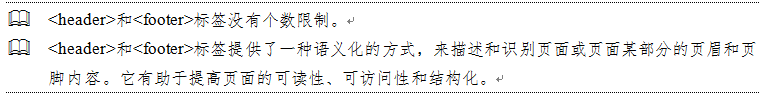 <header>和<footer>标签没有个数限制。
<header>和<footer>标签提供了一种语义化的方式，来描述和识别页面或页面某部分的页眉和页
脚内容。它有助于提高页面的可读性、可访问性和结构化。